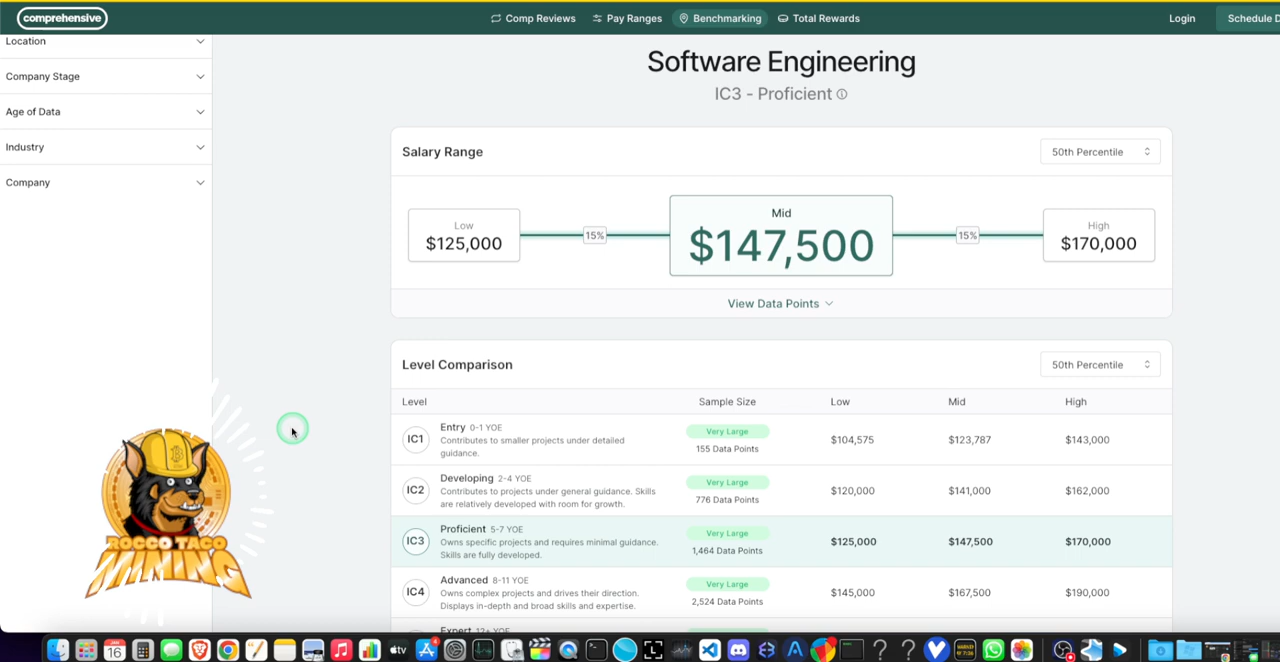 comprehensive
Comp Reviews
Pay Ranges
Benchmarking
Total Rewards
Login
Schedule D
Location
Company Stage
Age of Data
Industry
Company
Software Engineering
IC3 - Proficient
Salary Range
50th Percentile
Low
$125,000
15%
Mid
$147,500
15%
High
$170,000
View Data Points
Level Comparison
50th Percentile
Level Sample Size Low Mid High
IC1
Entry 0-1 YOE
Contributes to smaller projects under detailed
guidance.
Very Large
155 Data Points
$104,575 $123,787 $143,000
IC2
Developing 2-4 YOE
Contributes to projects under general guidance. Skills
are relatively developed with room for growth.
Very Large
776 Data Points
$120,000 $141,000 $162,000
IC3
Proficient 5-7 YOE
Owns specific projects and requires minimal guidance.
Skills are fully developed.
Very Large
1,464 Data Points
$125,000 $147,500 $170,000
IC4
Advanced 8-11 YOE
Owns complex projects and drives their direction.
Displays in-depth and broad skills and expertise.
Very Large
2,524 Data Points
$145,000 $167,500 $190,000
Expert 12+ YOE
ROCCO TACO
MINING
JAN
16
tv
4